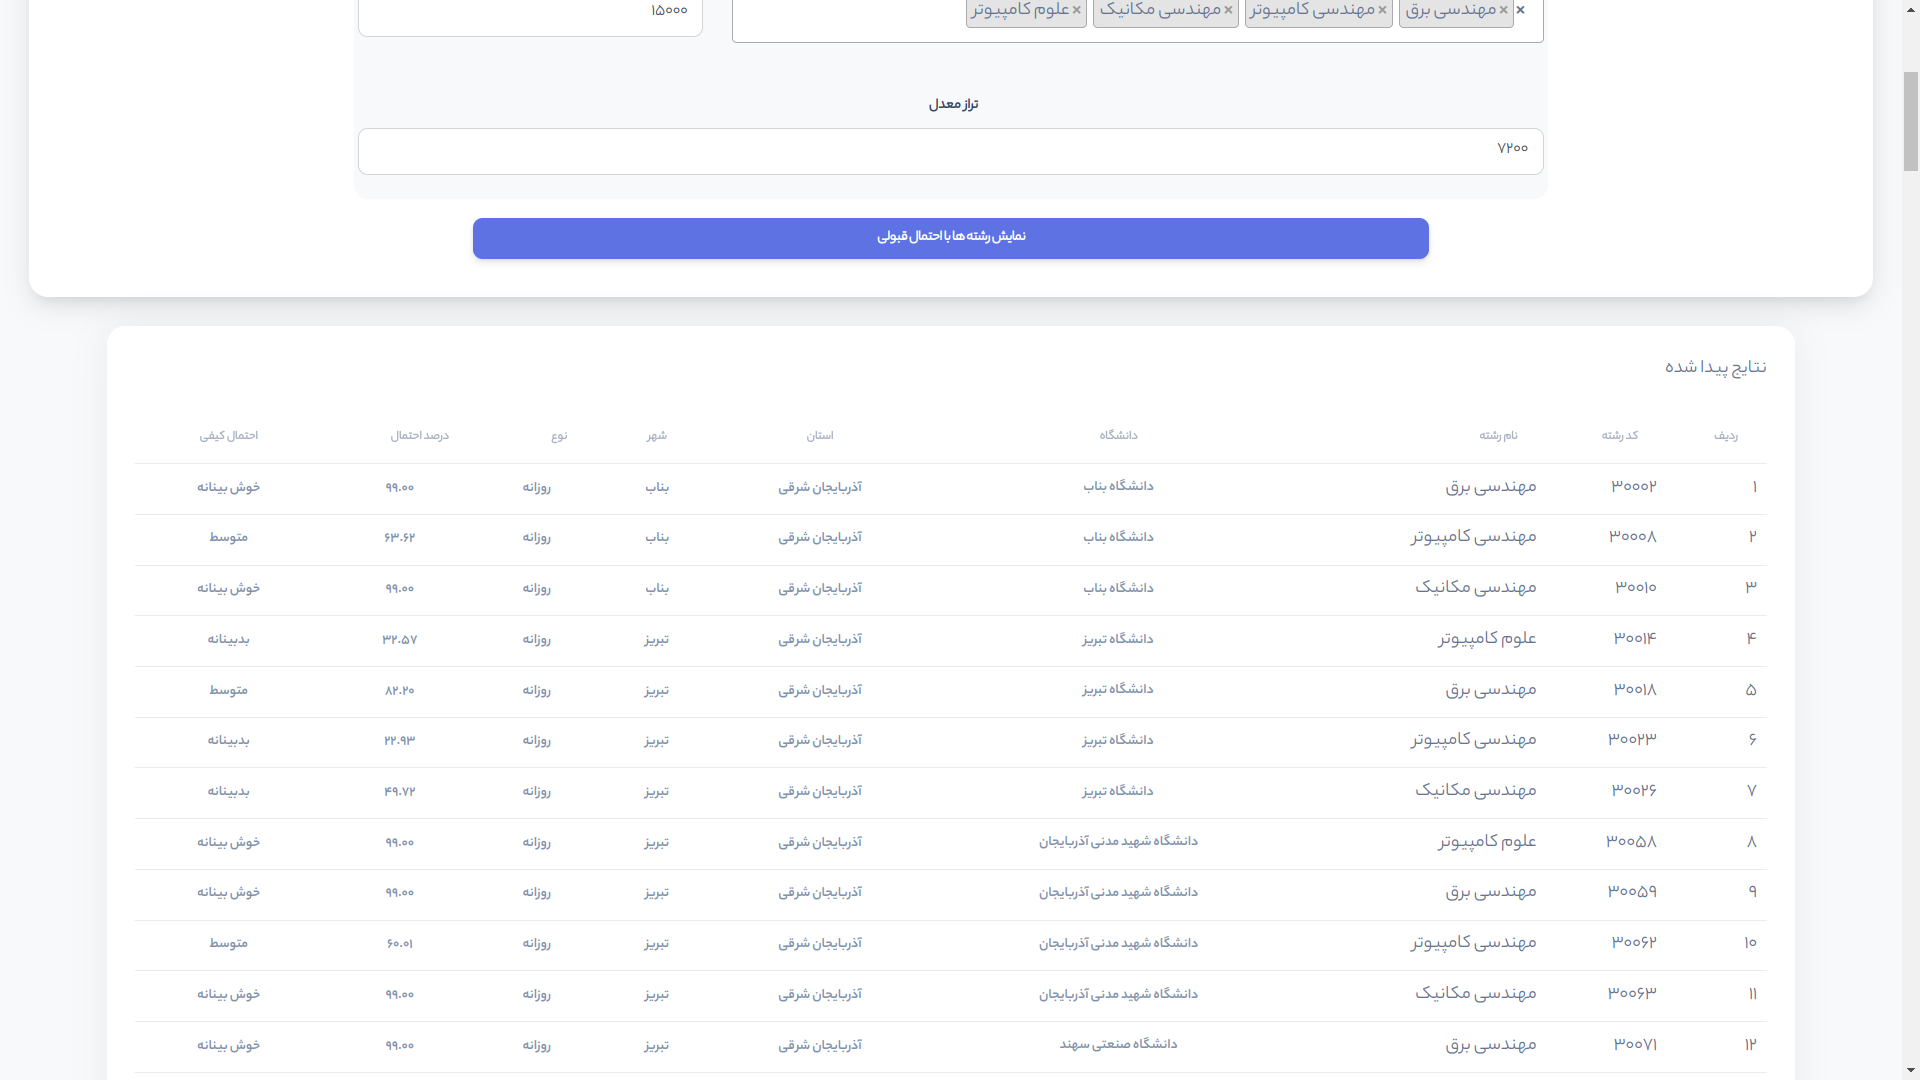 × × مهندسی برق × مهندسی کامپیوتر × مهندسی مکانیک × علوم کامپیوتر
۱۵۰۰۰
تراز معدل
۷۲۰۰
نمایش رشته ها با احتمال قبولی
نتایج پیدا شده
ردیف کد رشته نام رشته دانشگاه استان شهر نوع درصد احتمال احتمال کیفی
۱ ۳۰۰۰۲ مهندسی برق دانشگاه بناب آذربایجان شرقی بناب روزانه ۹۹.۰۰ خوش بینانه
۲ ۳۰۰۰۸ مهندسی کامپیوتر دانشگاه بناب آذربایجان شرقی بناب روزانه ۶۳.۶۲ متوسط
۳ ۳۰۰۱۰ مهندسی مکانیک دانشگاه بناب آذربایجان شرقی بناب روزانه ۹۹.۰۰ خوش بینانه
۴ ۳۰۰۱۴ علوم کامپیوتر دانشگاه تبریز آذربایجان شرقی تبریز روزانه ۳۲.۵۷ بدبینانه
۵ ۳۰۰۱۸ مهندسی برق دانشگاه تبریز آذربایجان شرقی تبریز روزانه ۸۲.۲۰ متوسط
۶ ۳۰۰۲۳ مهندسی کامپیوتر دانشگاه تبریز آذربایجان شرقی تبریز روزانه ۲۲.۹۳ بدبینانه
۷ ۳۰۰۲۶ مهندسی مکانیک دانشگاه تبریز آذربایجان شرقی تبریز روزانه ۴۹.۷۲ بدبینانه
۸ ۳۰۰۵۸ علوم کامپیوتر دانشگاه شهید مدنی آذربایجان آذربایجان شرقی تبریز روزانه ۹۹.۰۰ خوش بینانه
۹ ۳۰۰۵۹ مهندسی برق دانشگاه شهید مدنی آذربایجان آذربایجان شرقی تبریز روزانه ۹۹.۰۰ خوش بینانه
۱۰ ۳۰۰۶۲ مهندسی کامپیوتر دانشگاه شهید مدنی آذربایجان آذربایجان شرقی تبریز روزانه ۶۰.۰۱ متوسط
۱۱ ۳۰۰۶۳ مهندسی مکانیک دانشگاه شهید مدنی آذربایجان آذربایجان شرقی تبریز روزانه ۹۹.۰۰ خوش بینانه
۱۲ ۳۰۰۷۱ مهندسی برق دانشگاه صنعتی سهند آذربایجان شرقی تبریز روزانه ۹۹.۰۰ خوش بینانه